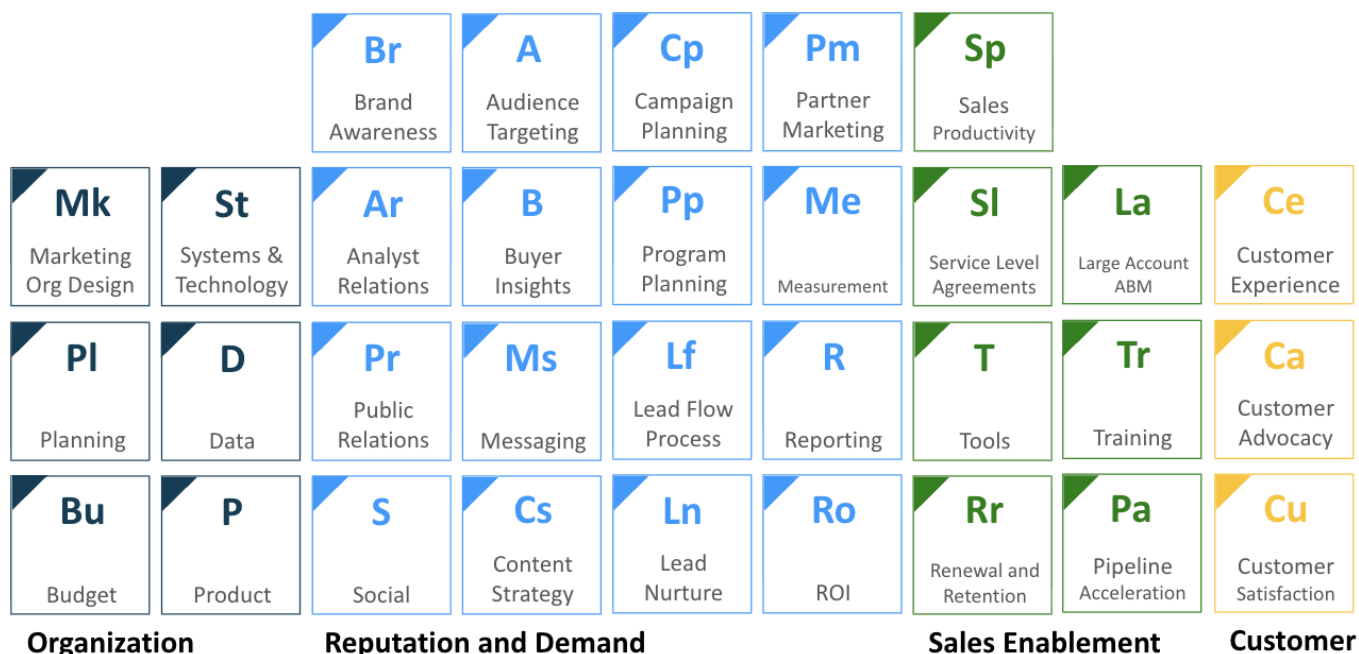 Br
Brand
Awareness
A
Audience
Targeting
Cp
Campaign
Planning
Pm
Partner
Marketing
Sp
Sales
Productivity
Mk
Marketing
Org Design
St
Systems &
Technology
Ar
Analyst
Relations
B
Buyer
Insights
Pp
Program
Planning
Me
Measurement
Sl
Service Level
Agreements
La
Large Account
ABM
Ce
Customer
Experience
Pl
Planning
D
Data
Pr
Public
Relations
Ms
Messaging
Lf
Lead Flow
Process
R
Reporting
T
Tools
Tr
Training
Ca
Customer
Advocacy
Bu
Budget
P
Product
S
Social
Cs
Content
Strategy
Ln
Lead
Nurture
Ro
ROI
Rr
Renewal and
Retention
Pa
Pipeline
Acceleration
Cu
Customer
Satisfaction
Organization
Reputation and Demand
Sales Enablement
Customer